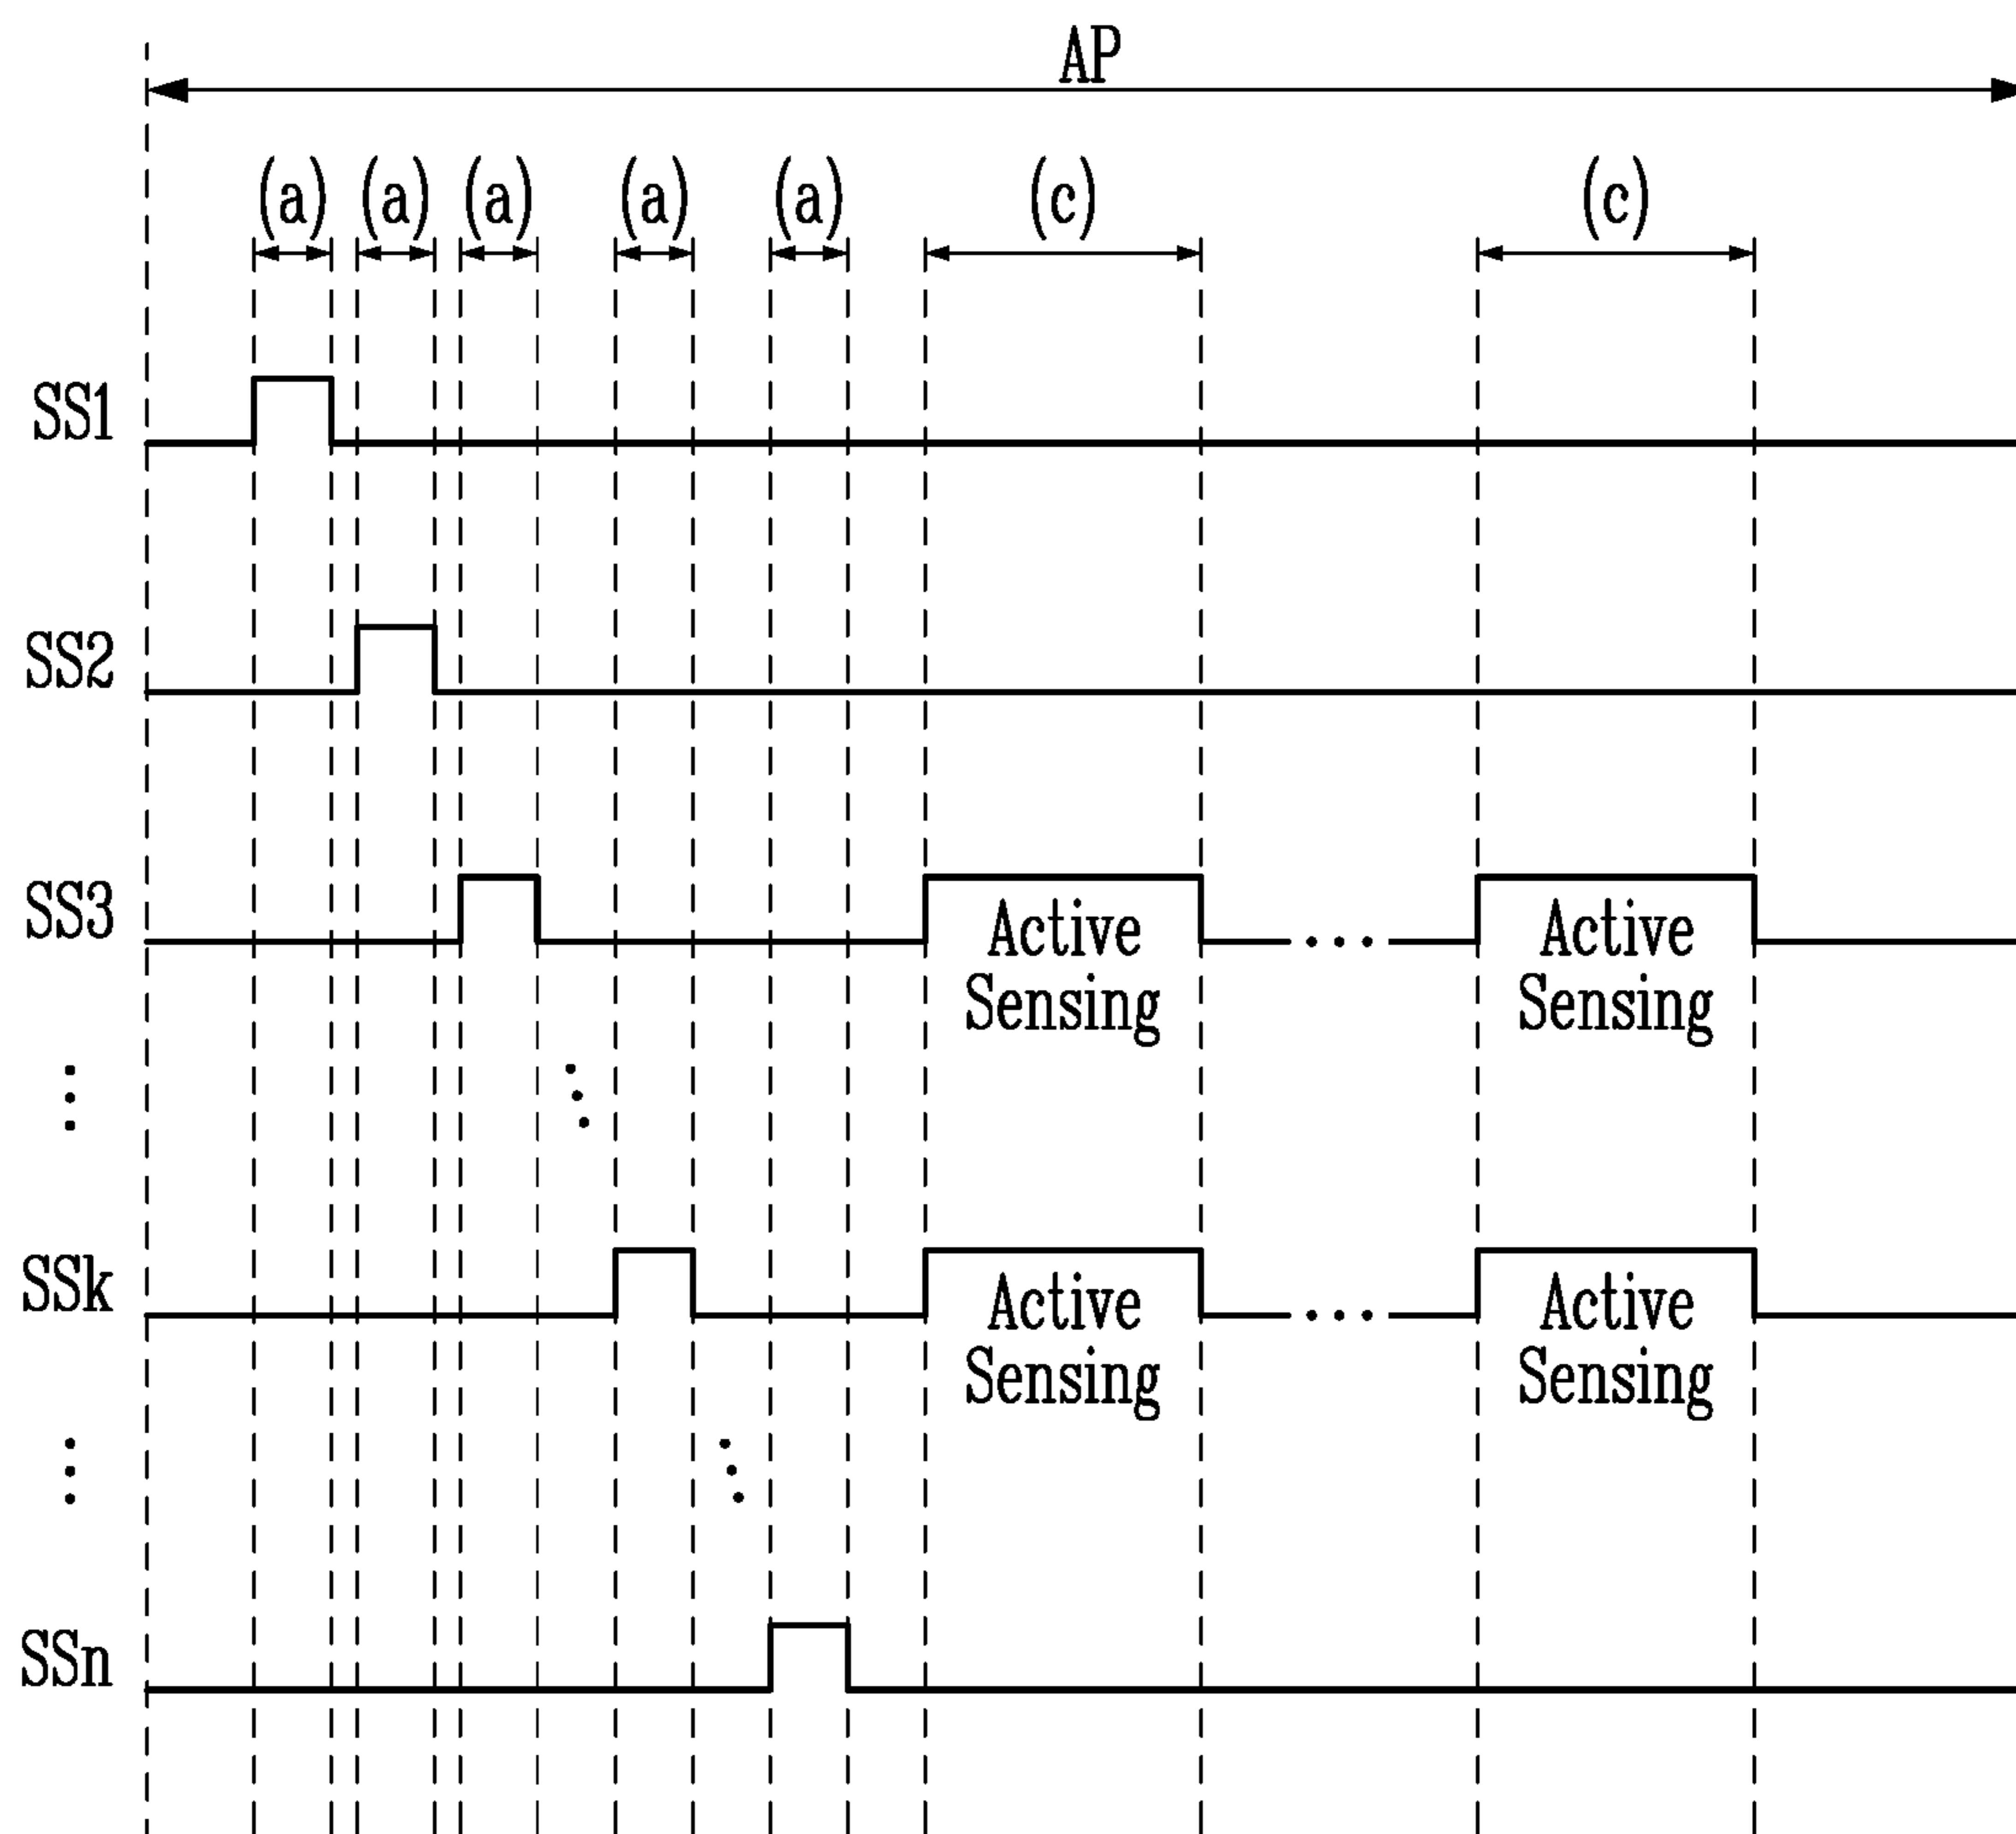 AP
(a) (a) (a) (a) (a) (c) (c)
SS1
SS2
SS3
Active Sensing
Active Sensing
SSk
Active Sensing
Active Sensing
SSn